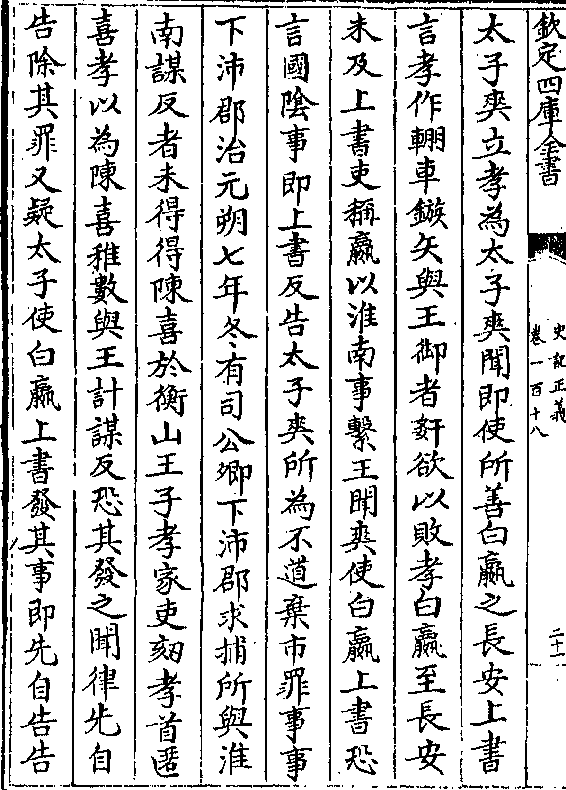 欽定四庫全書
史記正義
卷一百十八
二十一
太子爽立孝為太子爽聞即使所善白嬴之長安上書
言孝作輣車鏃矢與王御者姧欲以敗孝白嬴至長安
未及上書吏捕嬴以淮南事繫王聞爽使白嬴上書恐
言國隂事即上書反告太子爽所為不道棄市罪事事
下沛郡治元朔七年冬有司公卿下沛郡求捕所與淮
南謀反者未得得陳喜於衡山王子孝家吏劾孝首匿
喜孝以為陳喜雅數與王計謀反恐其發之聞律先自
告除其罪又疑太子使白嬴上書發其事即先自告告